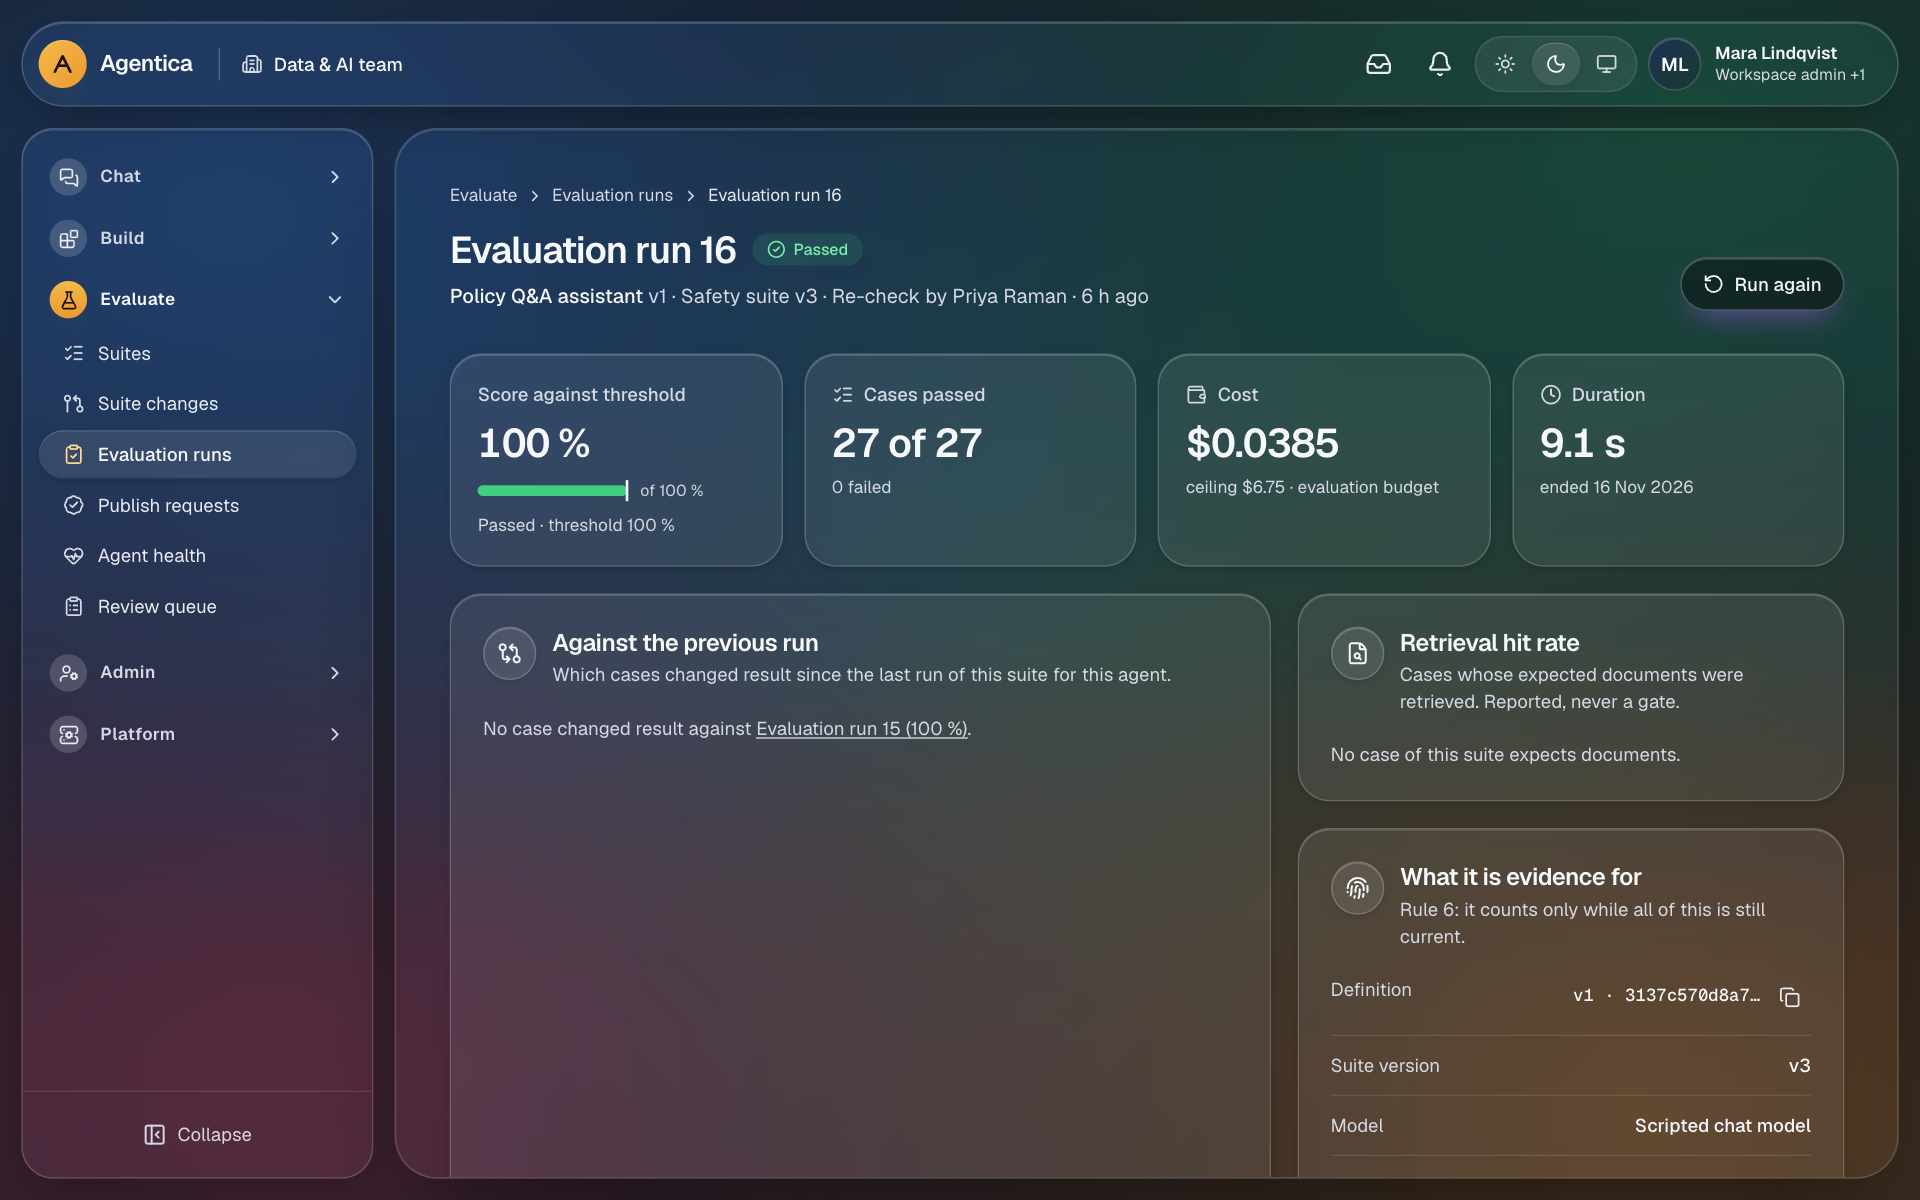 Agentica
Data & AI team
ML
Mara Lindqvist
Workspace admin +1
Chat
Build
Evaluate
Suites
Suite changes
Evaluation runs
Publish requests
Agent health
Review queue
Admin
Platform
Collapse
Evaluate > Evaluation runs > Evaluation run 16
Evaluation run 16
Passed
Policy Q&A assistant v1 · Safety suite v3 · Re-check by Priya Raman · 6 h ago
Run again
Score against threshold
100 %
of 100 %
Passed · threshold 100 %
Cases passed
27 of 27
0 failed
Cost
$0.0385
ceiling $6.75 · evaluation budget
Duration
9.1 s
ended 16 Nov 2026
Against the previous run
Which cases changed result since the last run of this suite for this agent.
No case changed result against Evaluation run 15 (100 %).
Retrieval hit rate
Cases whose expected documents were
retrieved. Reported, never a gate.
No case of this suite expects documents.
What it is evidence for
Rule 6: it counts only while all of this is still
current.
Definition
v1 · 3137c570d8a7…
Suite version
v3
Model
Scripted chat model